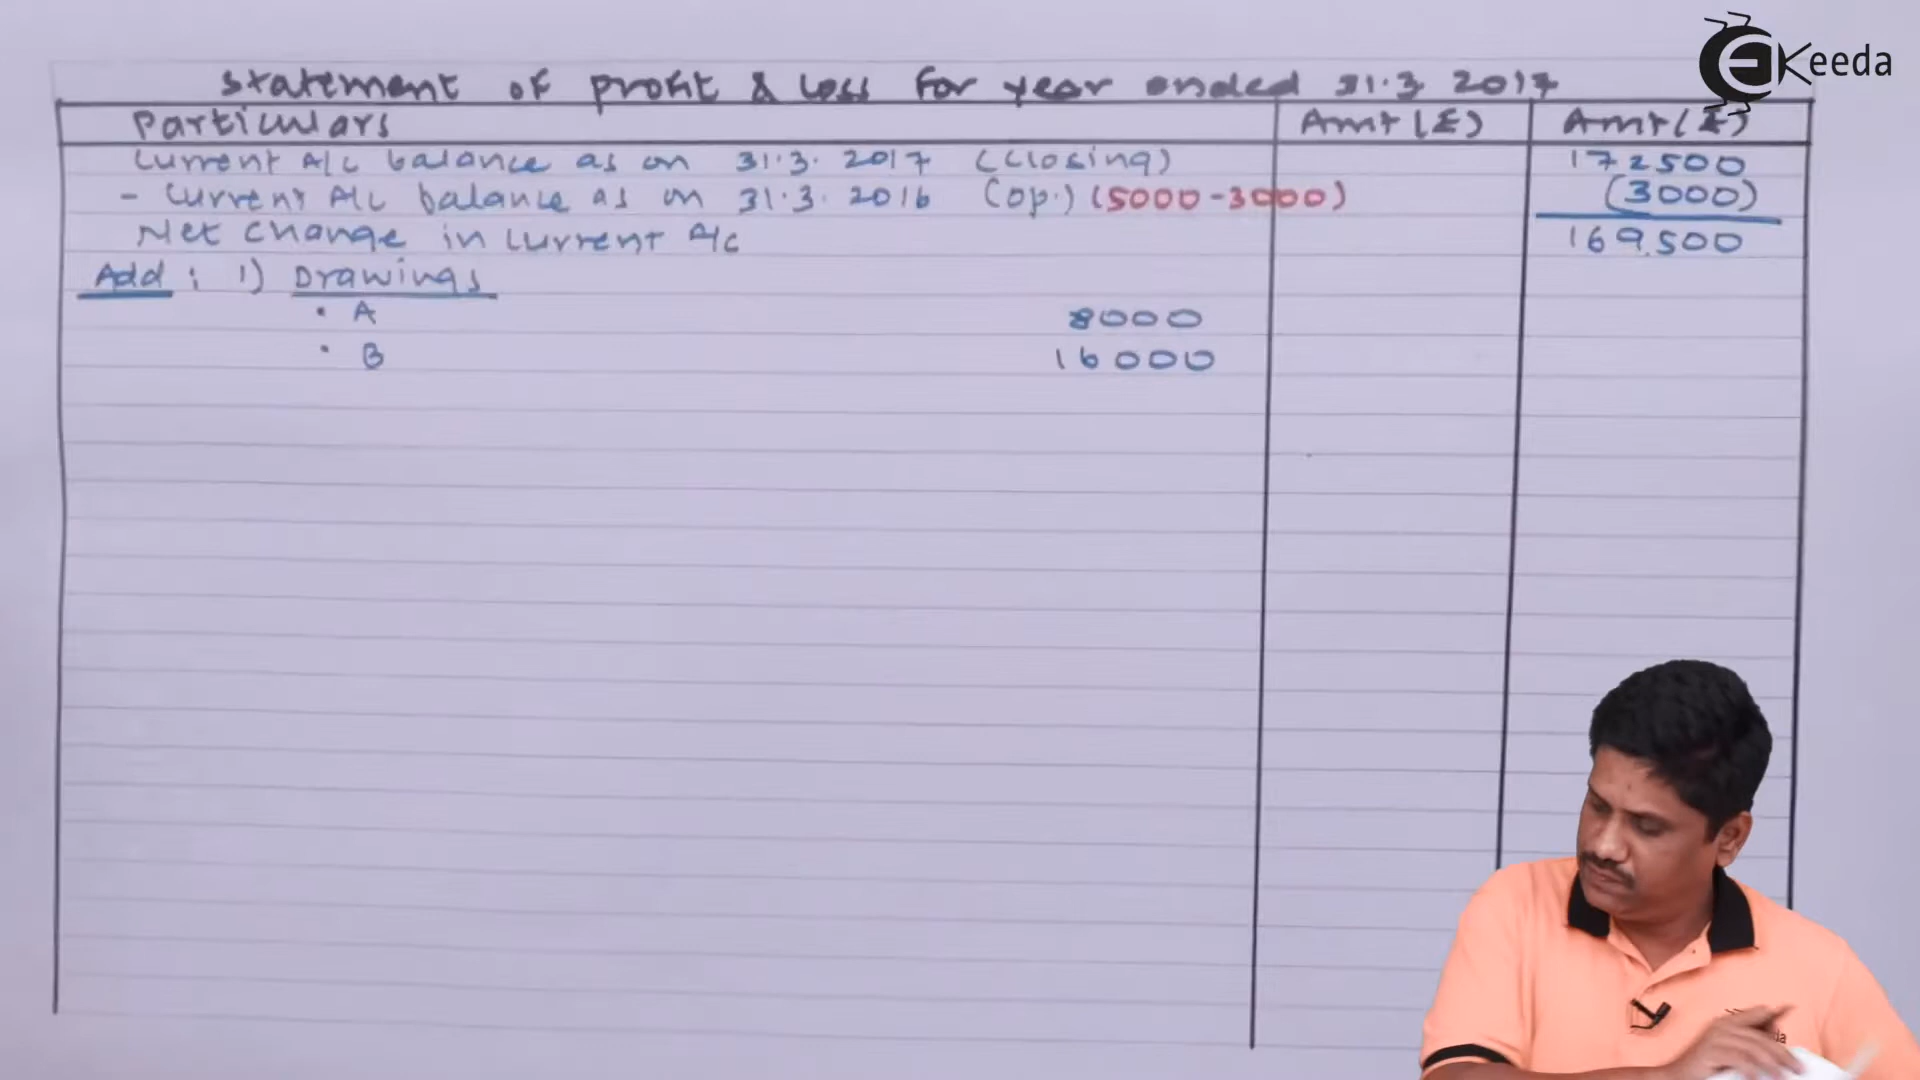 EKeeda
Statement of profit & Loss for year ended 31.3 2017
Particulars Amt (₹) Amt (₹)
Current A/c balance as on 31.3. 2017 (Closing) 172500
- Current A/c balance as on 31.3. 2016 (op.) (5000-3000) (3000)
Net change in current A/c 169,500
Add : 1) Drawings
• A 8000
• B 16000